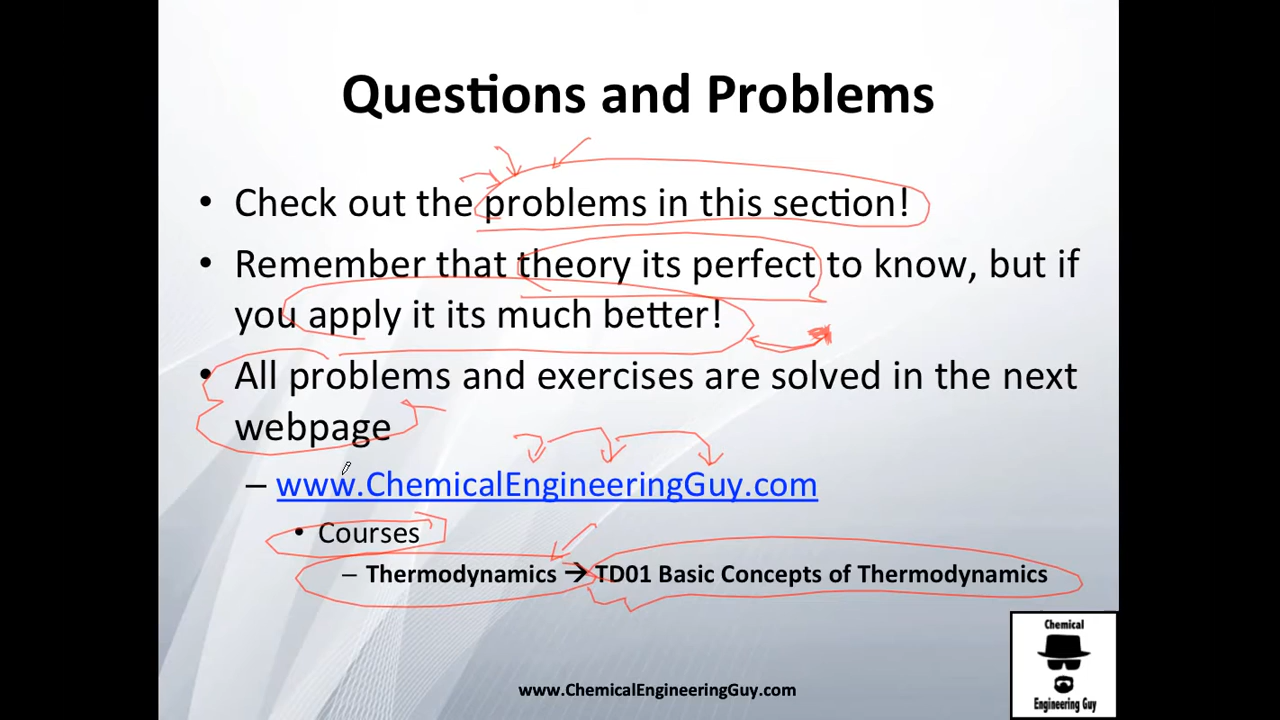 Questions and Problems
• Check out the problems in this section!
• Remember that theory its perfect to know, but if
you apply it its much better!
• All problems and exercises are solved in the next
webpage
– www.ChemicalEngineeringGuy.com
• Courses
– Thermodynamics → TD01 Basic Concepts of Thermodynamics
www.ChemicalEngineeringGuy.com
Chemical
Engineering Guy